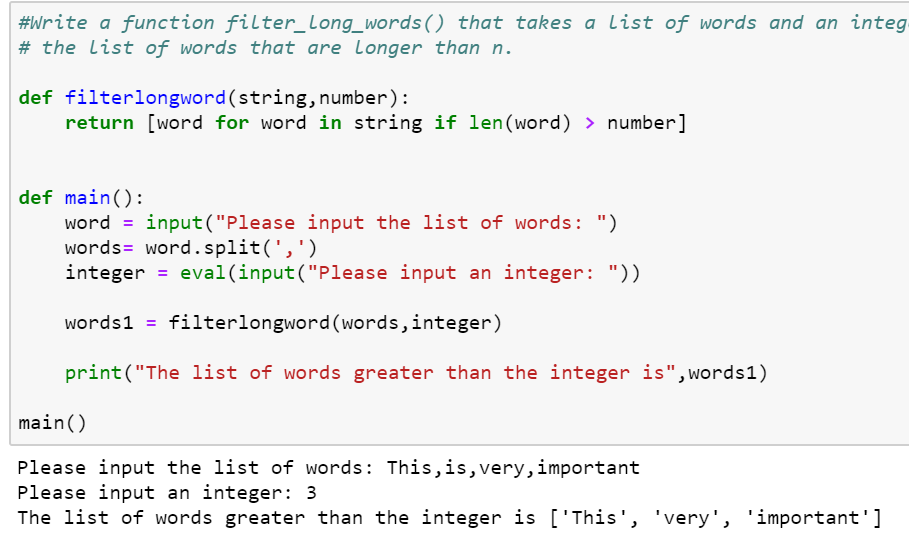 #Write a function filter_long_words() that takes a list of words and an
# the list of words that are longer than n.
def filterlongword(string,number):
    return [word for word in string if len(word) > number]
def main():
    word = input("Please input the list of words: ")
    words= word.split(',')
    integer = eval(input("Please input an integer: "))
    words1 = filterlongword(words,integer)
    print("The list of words greater than the integer is",words1)
main()
Please input the list of words: This,is,very,important
Please input an integer: 3
The list of words greater than the integer is ['This', 'very', 'important']